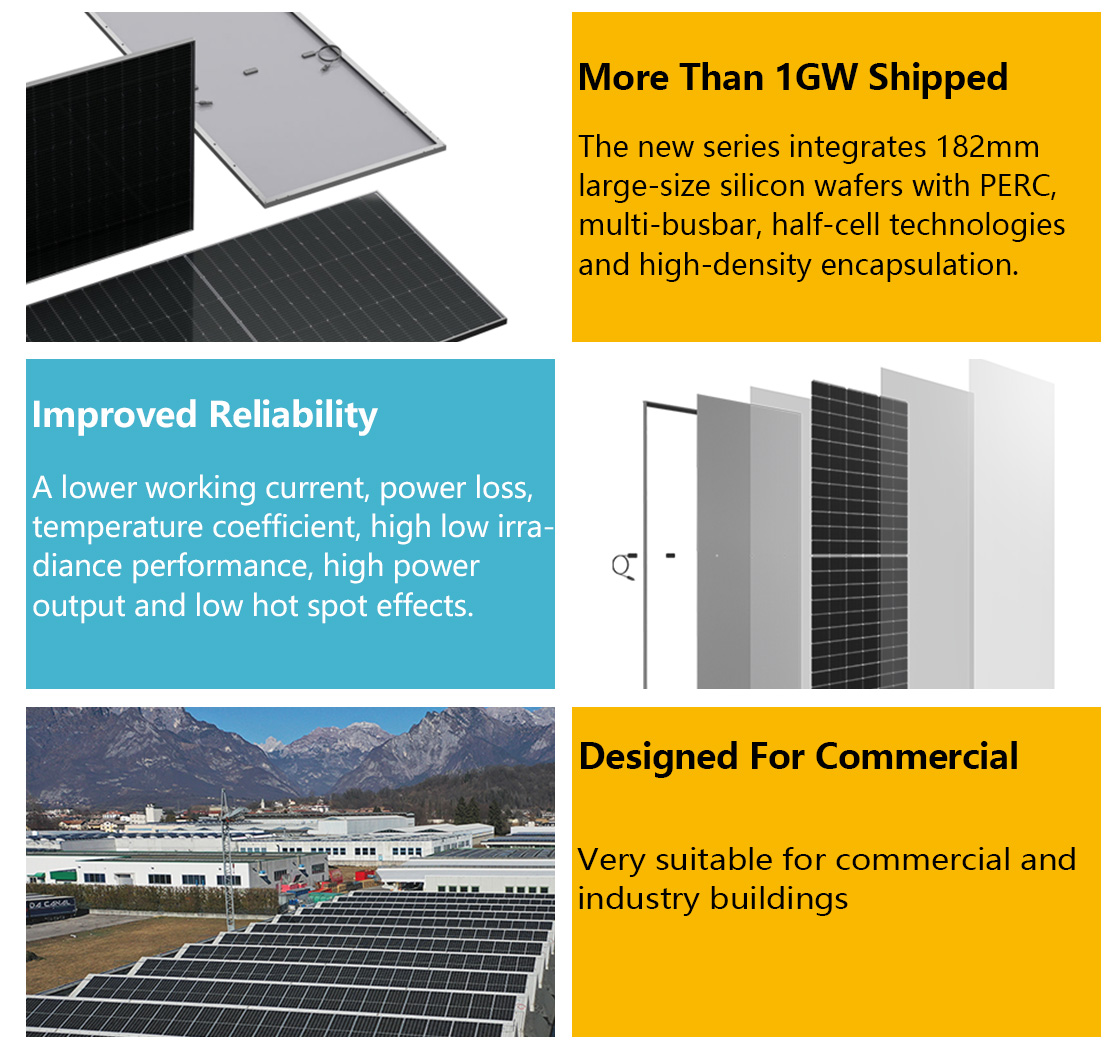 More Than 1GW Shipped
The new series integrates 182mm
large-size silicon wafers with PERC,
multi-busbar, half-cell technologies
and high-density encapsulation.
Improved Reliability
A lower working current, power loss,
temperature coefficient, high low irra-
diance performance, high power
output and low hot spot effects.
DA CANAL
Designed For Commercial
Very suitable for commercial and
industry buildings